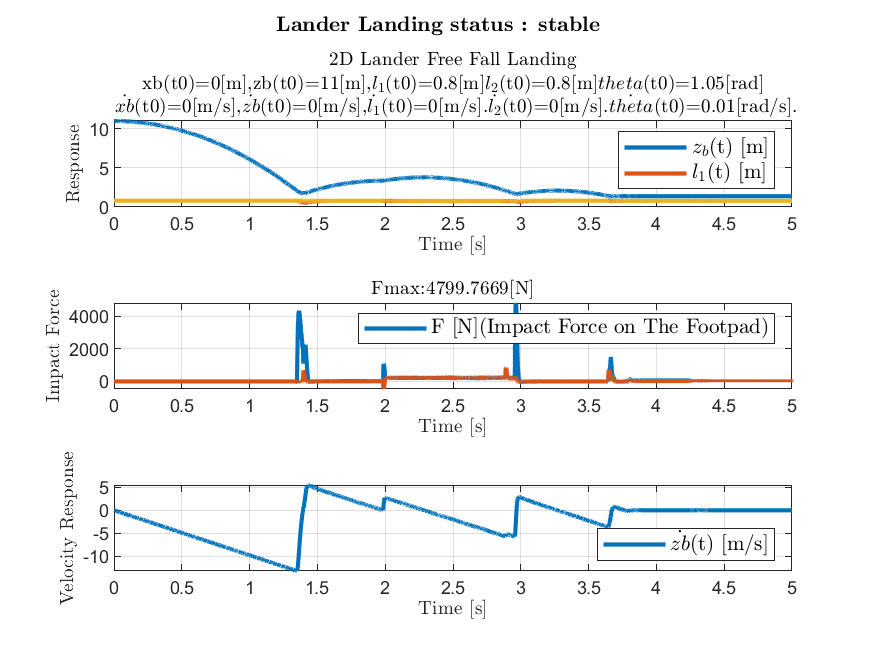 Lander Landing status : stable
2D Lander Free Fall Landing
xb(t0)=0[m],zb(t0)=11[m],l₁(t0)=0.8[m]l₂(t0)=0.8[m]theta(t0)=1.05[rad]
ẋb(t0)=0[m/s],żb(t0)=0[m/s],l̇₁(t0)=0[m/s].l̇₂(t0)=0[m/s].thėta(t0)=0.01[rad/s].
Response
10
5
0
z_b(t) [m]
l₁(t) [m]
0 0.5 1 1.5 2 2.5 3 3.5 4 4.5 5
Time [s]
Fmax:4799.7669[N]
Impact Force
4000
2000
0
F [N](Impact Force on The Footpad)
0 0.5 1 1.5 2 2.5 3 3.5 4 4.5 5
Time [s]
Velocity Response
5
0
-5
-10
żb(t) [m/s]
0 0.5 1 1.5 2 2.5 3 3.5 4 4.5 5
Time [s]